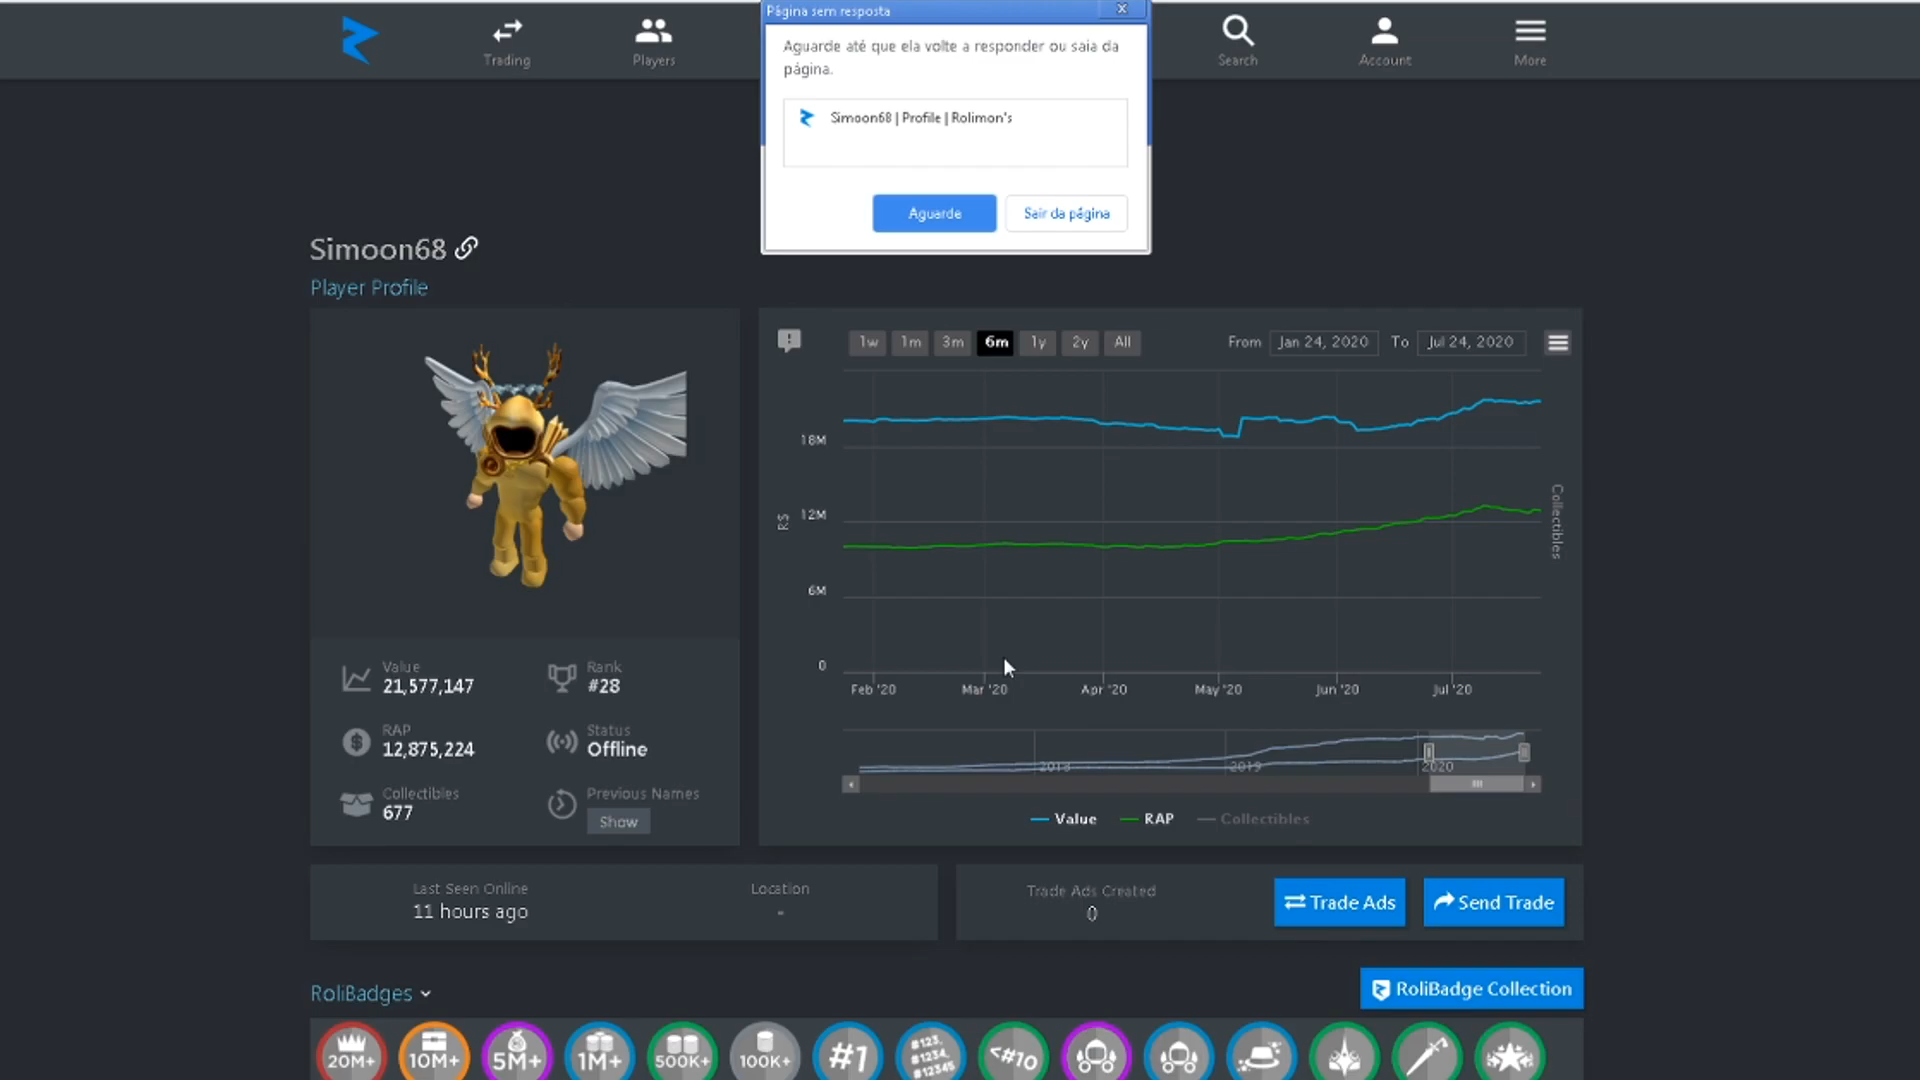 Página sem resposta
X
Aguarde até que ela volte a responder ou saia da
página.
Simoon68 | Profile | Rolimon's
Aguarde
Sair da página
Trading
Players
Search
Account
More
Simoon68
Player Profile
1w
1m
3m
6m
1y
2y
All
From
Jan 24, 2020
To
Jul 24, 2020
18M
12M
6M
0
R$
Collectibles
Feb '20
Mar '20
Apr '20
May '20
Jun '20
Jul '20
2018
2019
2020
Value
RAP
Collectibles
Value
21,577,147
Rank
#28
RAP
12,875,224
Status
Offline
Collectibles
677
Previous Names
Show
Last Seen Online
11 hours ago
Location
-
Trade Ads Created
0
Trade Ads
Send Trade
RoliBadges
RoliBadge Collection
20M+
10M+
5M+
1M+
500K+
100K+
#1
#123,
#1234,
#12345
<#10